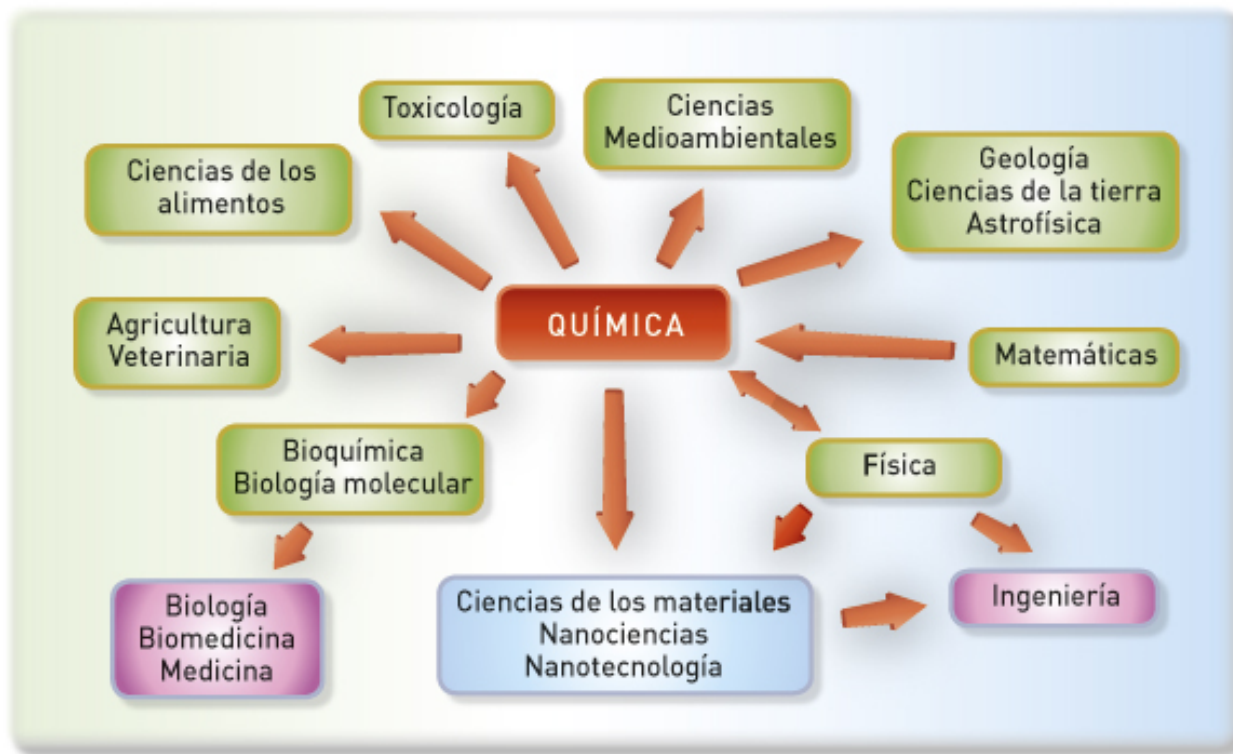 Toxicología
Ciencias
Medioambientales
Ciencias de los
alimentos
Geología
Ciencias de la tierra
Astrofísica
QUÍMICA
Agricultura
Veterinaria
Matemáticas
Bioquímica
Biología molecular
Física
Biología
Biomedicina
Medicina
Ciencias de los materiales
Nanociencias
Nanotecnología
Ingeniería